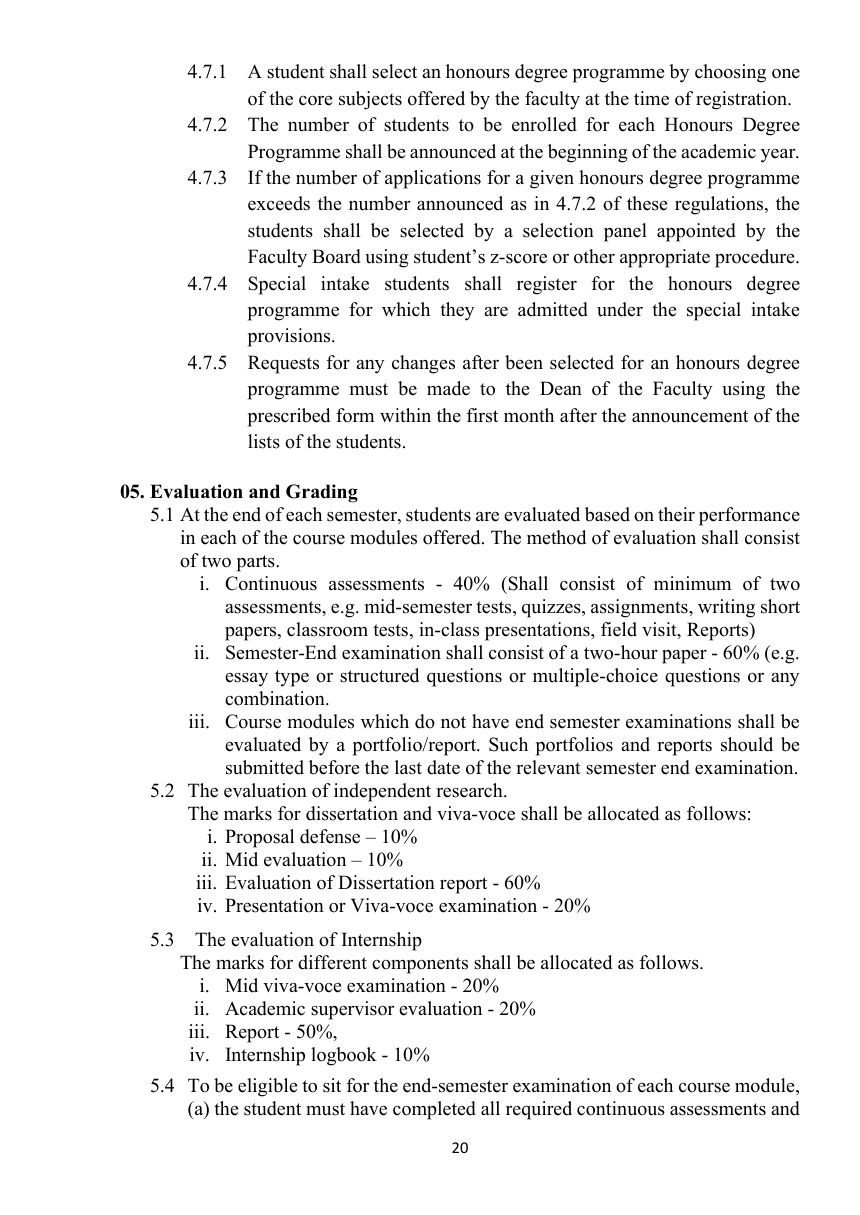 4.7.1 A student shall select an honours degree programme by choosing one
of the core subjects offered by the faculty at the time of registration.
4.7.2 The number of students to be enrolled for each Honours Degree
Programme shall be announced at the beginning of the academic year.
4.7.3 If the number of applications for a given honours degree programme
exceeds the number announced as in 4.7.2 of these regulations, the
students shall be selected by a selection panel appointed by the
Faculty Board using student’s z-score or other appropriate procedure.
4.7.4 Special intake students shall register for the honours degree
programme for which they are admitted under the special intake
provisions.
4.7.5 Requests for any changes after been selected for an honours degree
programme must be made to the Dean of the Faculty using the
prescribed form within the first month after the announcement of the
lists of the students.
05. Evaluation and Grading
5.1 At the end of each semester, students are evaluated based on their performance
in each of the course modules offered. The method of evaluation shall consist
of two parts.
i. Continuous assessments - 40% (Shall consist of minimum of two
assessments, e.g. mid-semester tests, quizzes, assignments, writing short
papers, classroom tests, in-class presentations, field visit, Reports)
ii. Semester-End examination shall consist of a two-hour paper - 60% (e.g.
essay type or structured questions or multiple-choice questions or any
combination.
iii. Course modules which do not have end semester examinations shall be
evaluated by a portfolio/report. Such portfolios and reports should be
submitted before the last date of the relevant semester end examination.
5.2 The evaluation of independent research.
The marks for dissertation and viva-voce shall be allocated as follows:
i. Proposal defense – 10%
ii. Mid evaluation – 10%
iii. Evaluation of Dissertation report - 60%
iv. Presentation or Viva-voce examination - 20%
5.3 The evaluation of Internship
The marks for different components shall be allocated as follows.
i. Mid viva-voce examination - 20%
ii. Academic supervisor evaluation - 20%
iii. Report - 50%,
iv. Internship logbook - 10%
5.4 To be eligible to sit for the end-semester examination of each course module,
(a) the student must have completed all required continuous assessments and
20